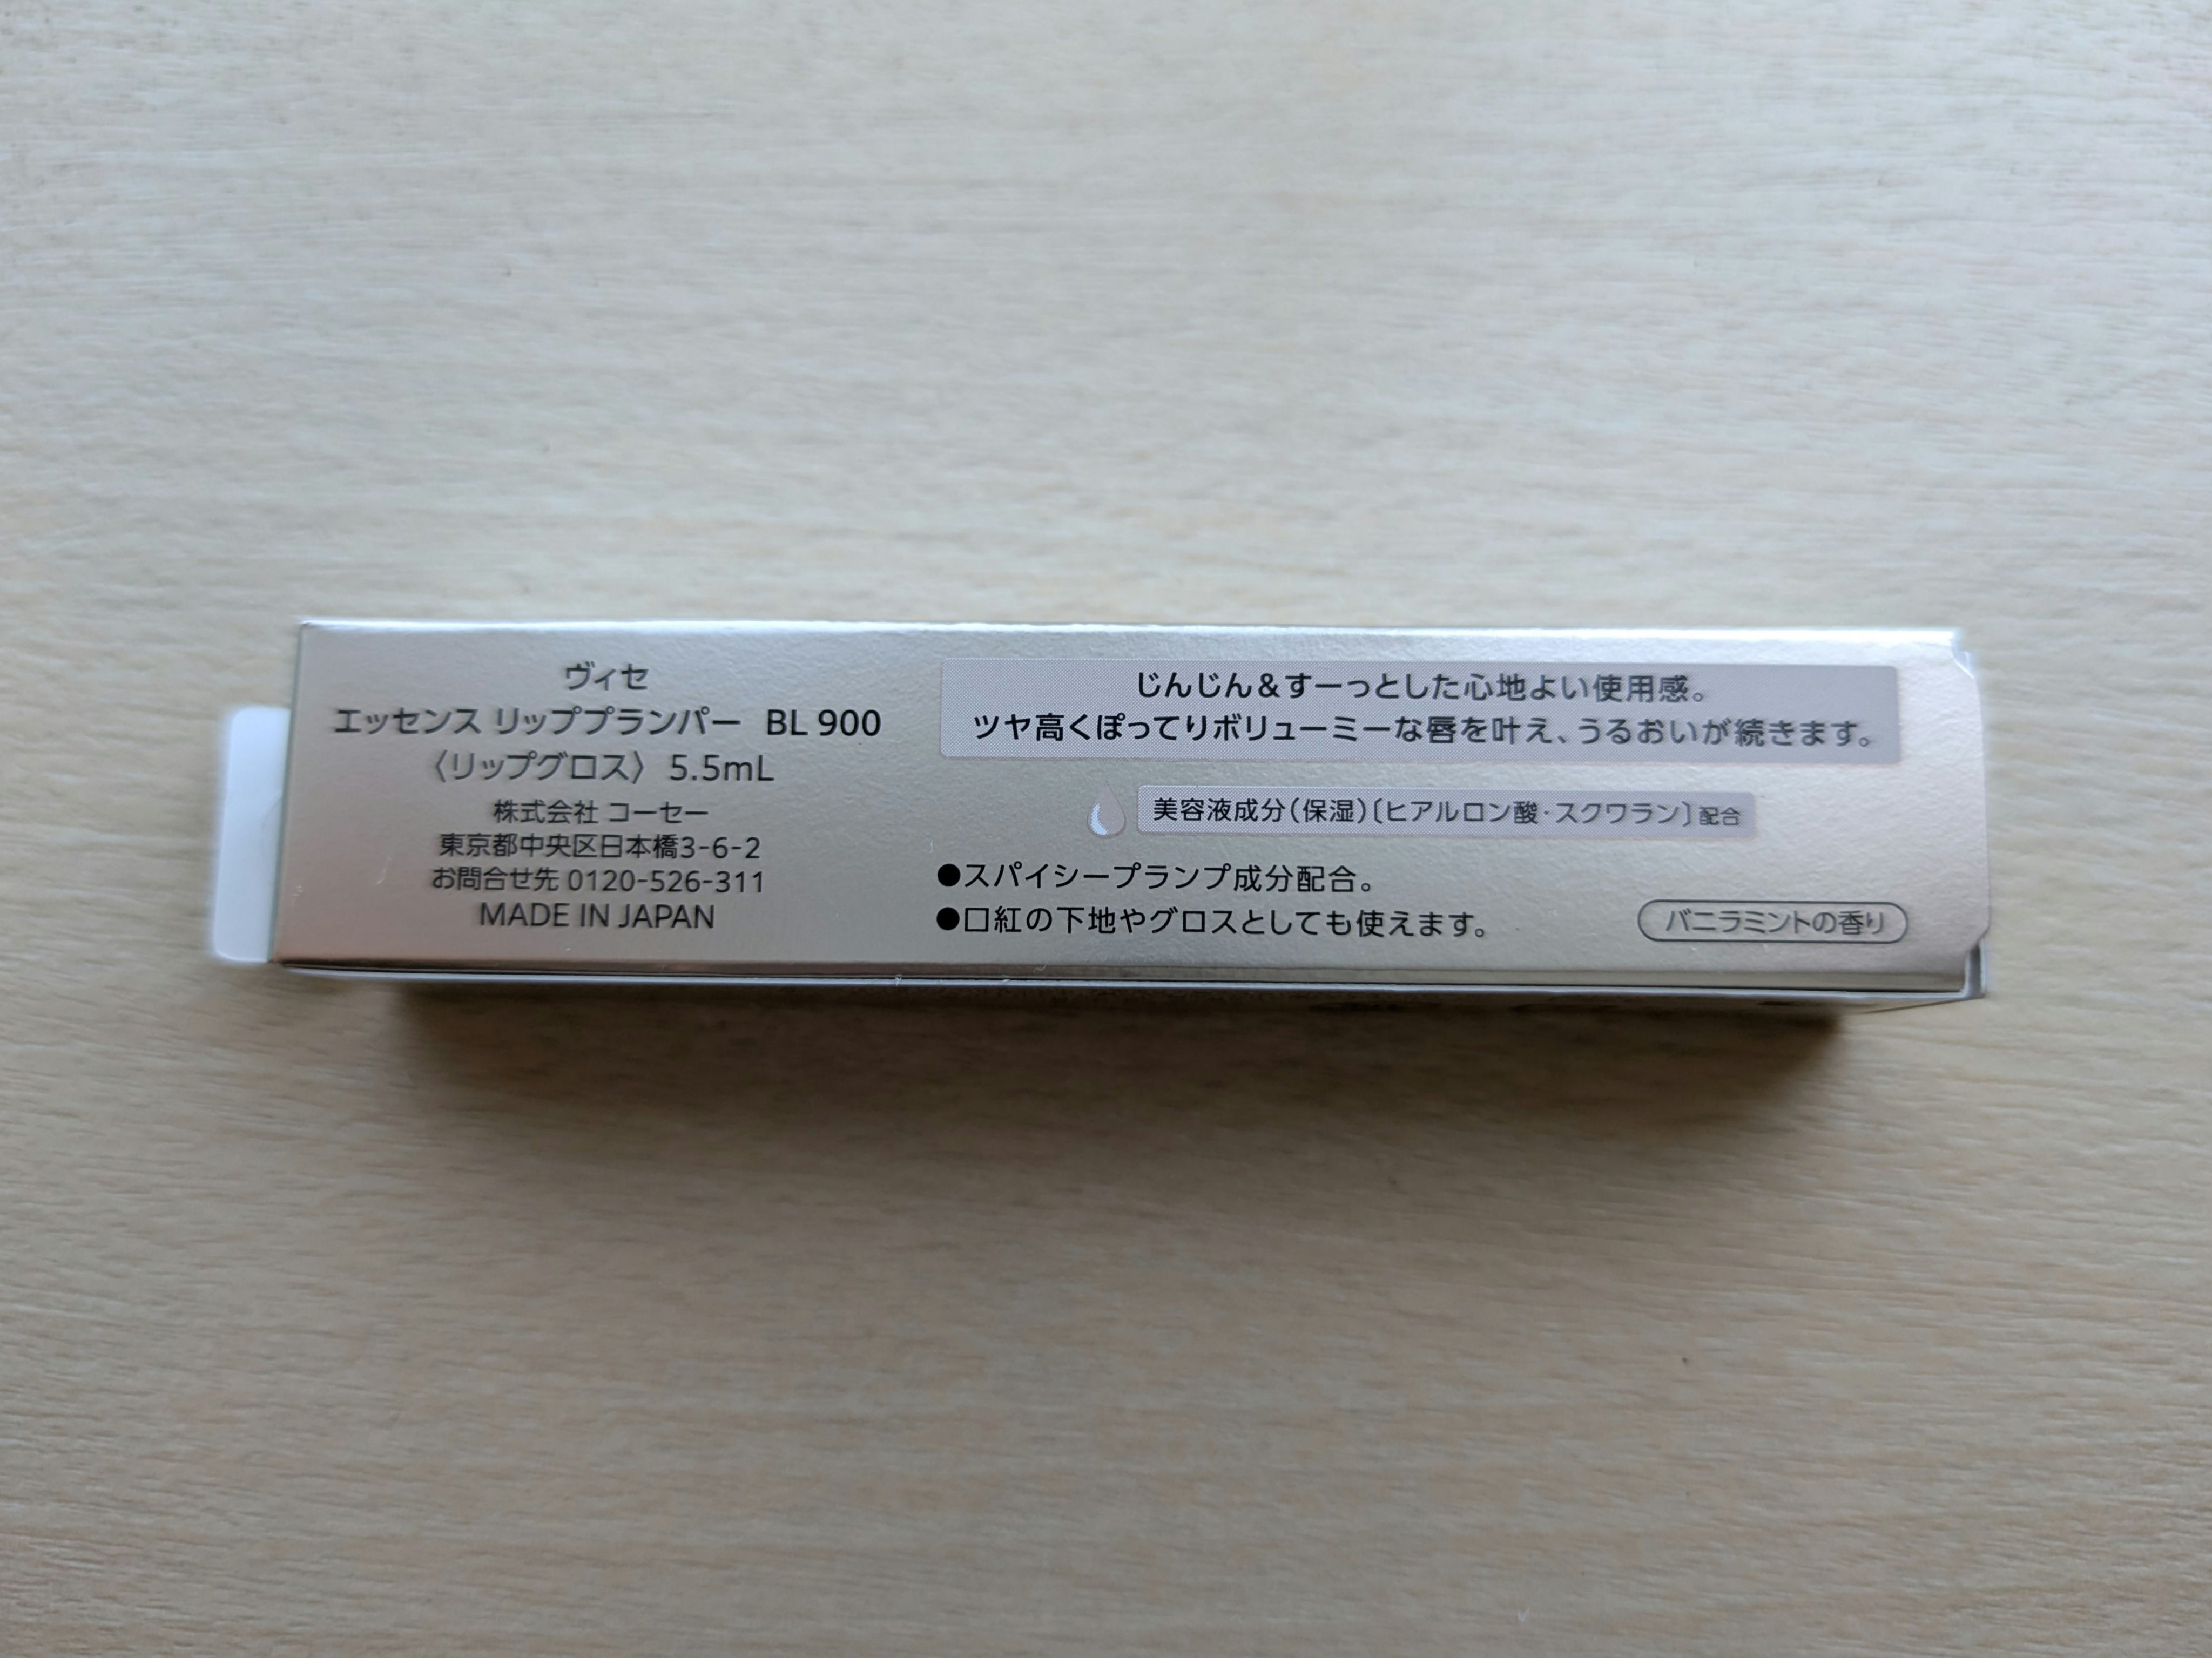 ヴィセ
エッセンス リッププランパー BL 900
〈リップグロス〉 5.5mL
株式会社 コーセー
東京都中央区日本橋3-6-2
お問合せ先 0120-526-311
MADE IN JAPAN
じんじん&すーっとした心地よい使用感。
ツヤ高くぽってりボリューミーな唇を叶え、うるおいが続きます。
美容液成分(保湿)〔ヒアルロン酸・スクワラン〕配合
●スパイシープランプ成分配合。
●口紅の下地やグロスとしても使えます。
バニラミントの香り